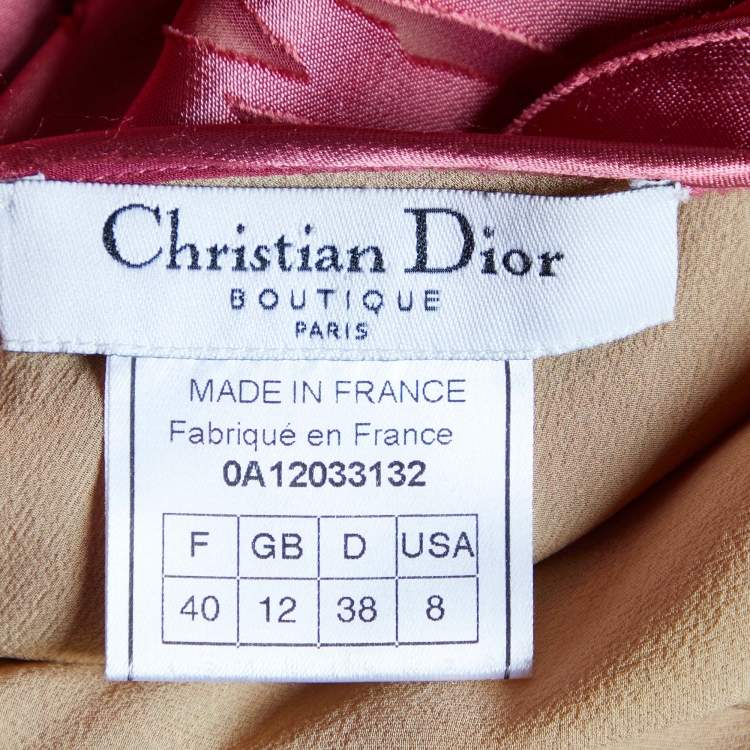 Christian Dior
BOUTIQUE
PARIS
MADE IN FRANCE
Fabriqué en France
0A12033132
F GB D USA
40 12 38 8